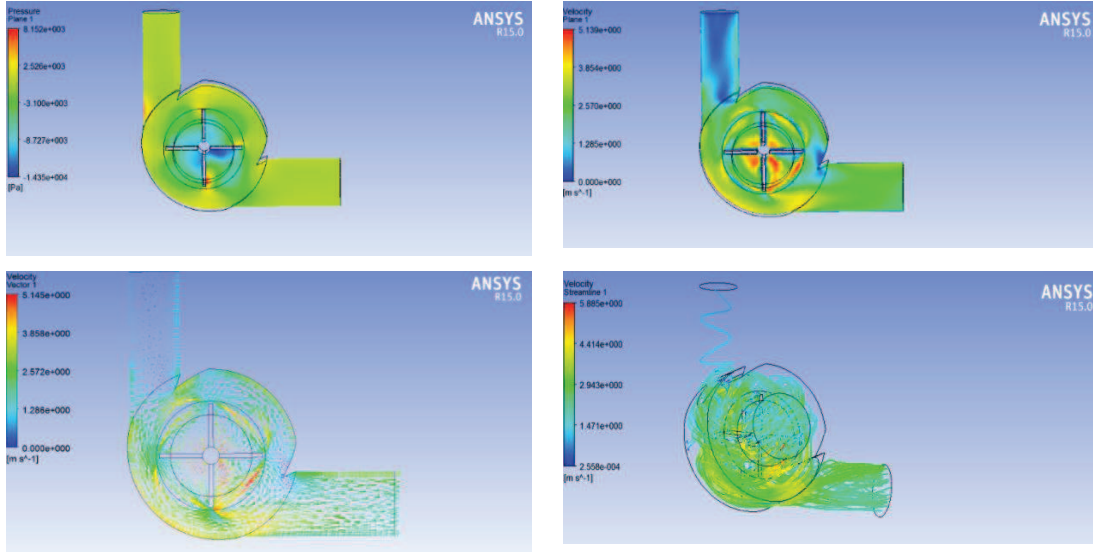 Pressure
Plane 1
8.152e+003
2.526e+003
-3.100e+003
-8.727e+003
-1.435e+004
[Pa]
ANSYS
R15.0
Velocity
Plane 1
5.139e+000
3.854e+000
2.570e+000
1.285e+000
0.000e+000
[m s^-1]
ANSYS
R15.0
Velocity
Vector 1
5.145e+000
3.858e+000
2.572e+000
1.286e+000
0.000e+000
[m s^-1]
ANSYS
R15.0
Velocity
Streamline 1
5.885e+000
4.414e+000
2.943e+000
1.471e+000
2.558e-004
[m s^-1]
ANSYS
R15.0